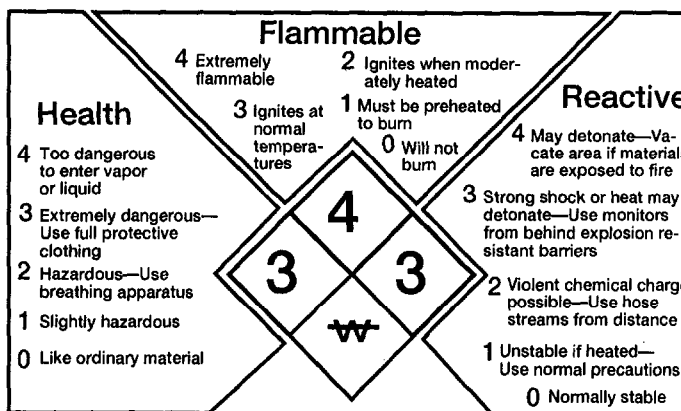 Flammable
4 Extremely
flammable
3 Ignites at
normal
tempera-
tures
2 Ignites when moder-
ately heated
1 Must be preheated
to burn
0 Will not
burn
Health
4 Too dangerous
to enter vapor
or liquid
3 Extremely dangerous—
Use full protective
clothing
2 Hazardous—Use
breathing apparatus
1 Slightly hazardous
0 Like ordinary material
4
3
3
W
Reactive
4 May detonate—Va-
cate area if materials
are exposed to fire
3 Strong shock or heat may
detonate—Use monitors
from behind explosion re-
sistant barriers
2 Violent chemical charge
possible—Use hose
streams from distance
1 Unstable if heated—
Use normal precautions
0 Normally stable